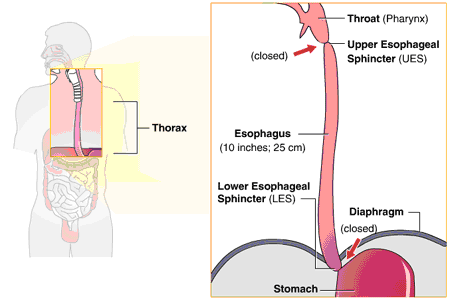 Thorax
Throat (Pharynx)
(closed)
Upper Esophageal
Sphincter (UES)
Esophagus
(10 inches; 25 cm)
Lower Esophageal
Sphincter (LES)
Diaphragm
(closed)
Stomach